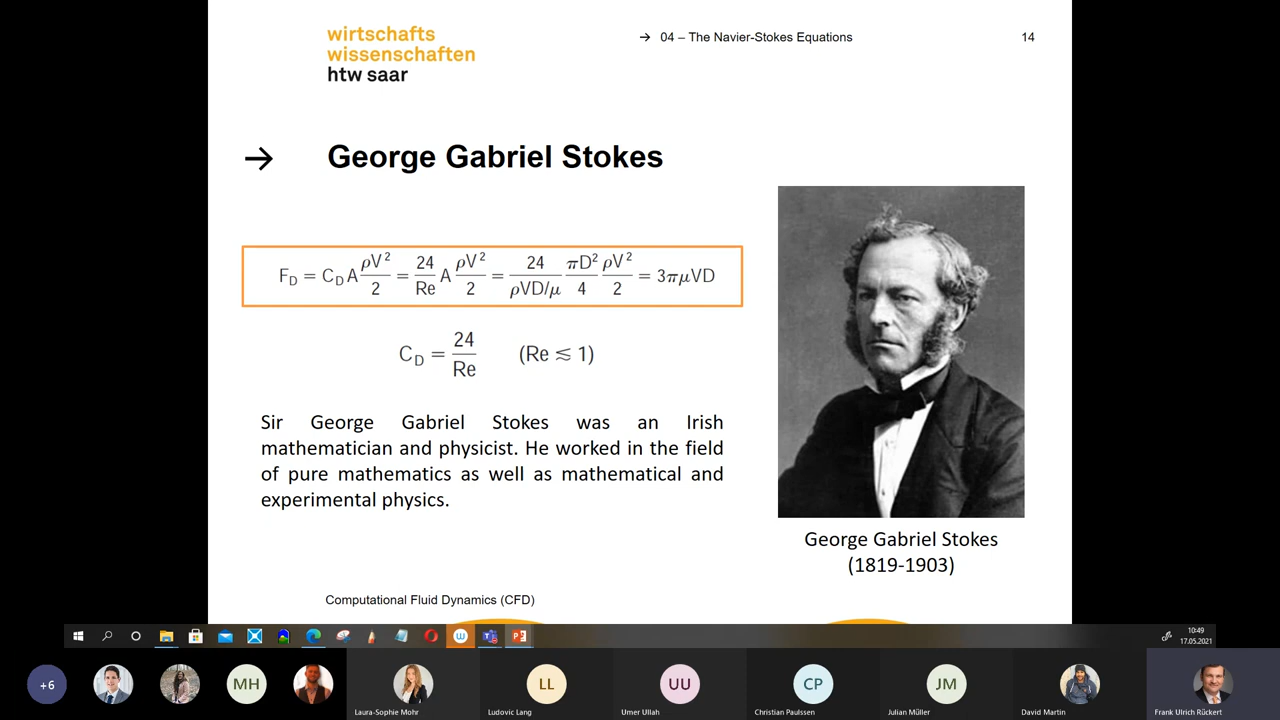 wirtschafts
wissenschaften
htw saar
→ 04 – The Navier-Stokes Equations
14
→ George Gabriel Stokes
F_D = C_D A ρV²/2 = 24/Re A ρV²/2 = 24/(ρVD/μ) πD²/4 ρV²/2 = 3πμVD
C_D = 24/Re (Re ≲ 1)
Sir George Gabriel Stokes was an Irish
mathematician and physicist. He worked in the field
of pure mathematics as well as mathematical and
experimental physics.
George Gabriel Stokes
(1819-1903)
Computational Fluid Dynamics (CFD)
W
10:49
17.05.2021
+6
MH
LL
UU
CP
JM
Laura-Sophie Mohr
Ludovic Lang
Umer Ullah
Christian Paulssen
Julian Müller
David Martin
Frank Ulrich Rückert